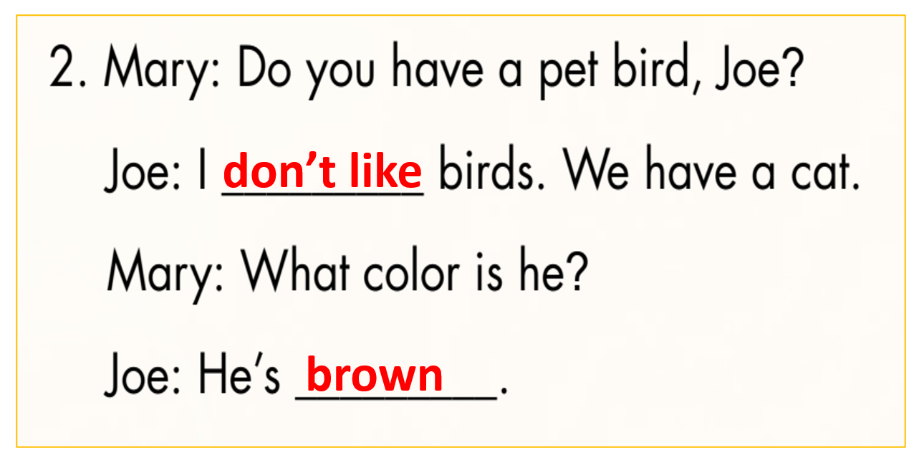 2. Mary: Do you have a pet bird, Joe?
Joe: I don’t like birds. We have a cat.
Mary: What color is he?
Joe: He’s brown.